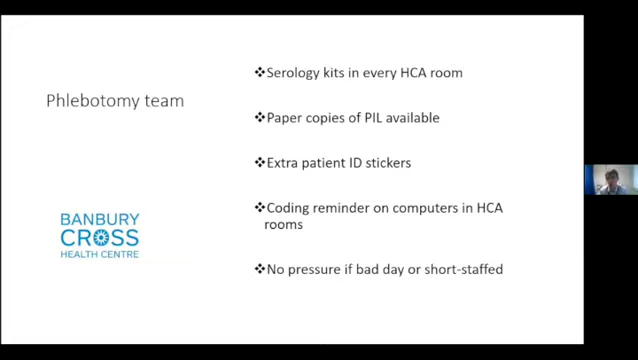 Phlebotomy team
❖Serology kits in every HCA room
❖Paper copies of PIL available
❖Extra patient ID stickers
❖Coding reminder on computers in HCA
rooms
❖No pressure if bad day or short-staffed
BANBURY
CROSS
HEALTH CENTRE